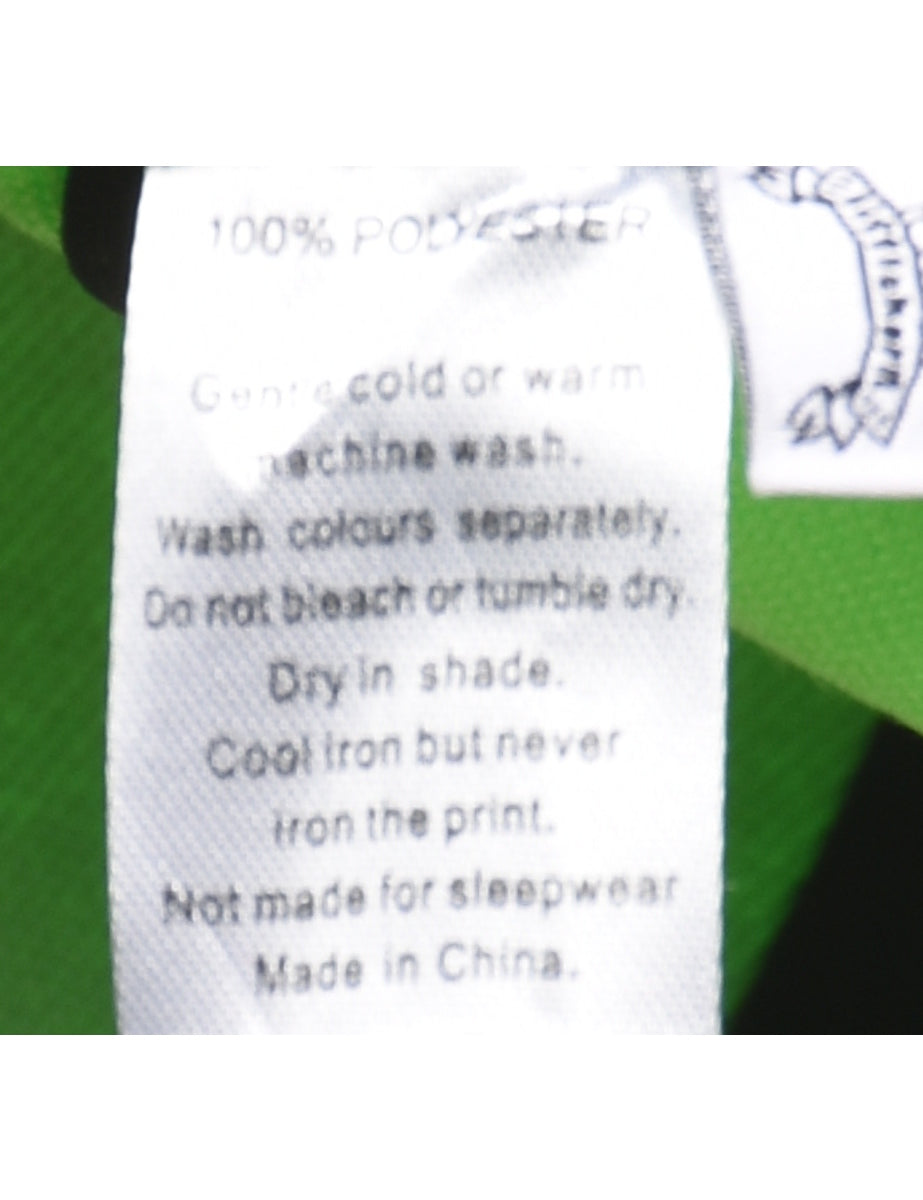 100% POLYESTER
Gentle cold or warm
machine wash.
Wash colours separately.
Do not bleach or tumble dry.
Dry in shade.
Cool iron but never
iron the print.
Not made for sleepwear
Made in China.